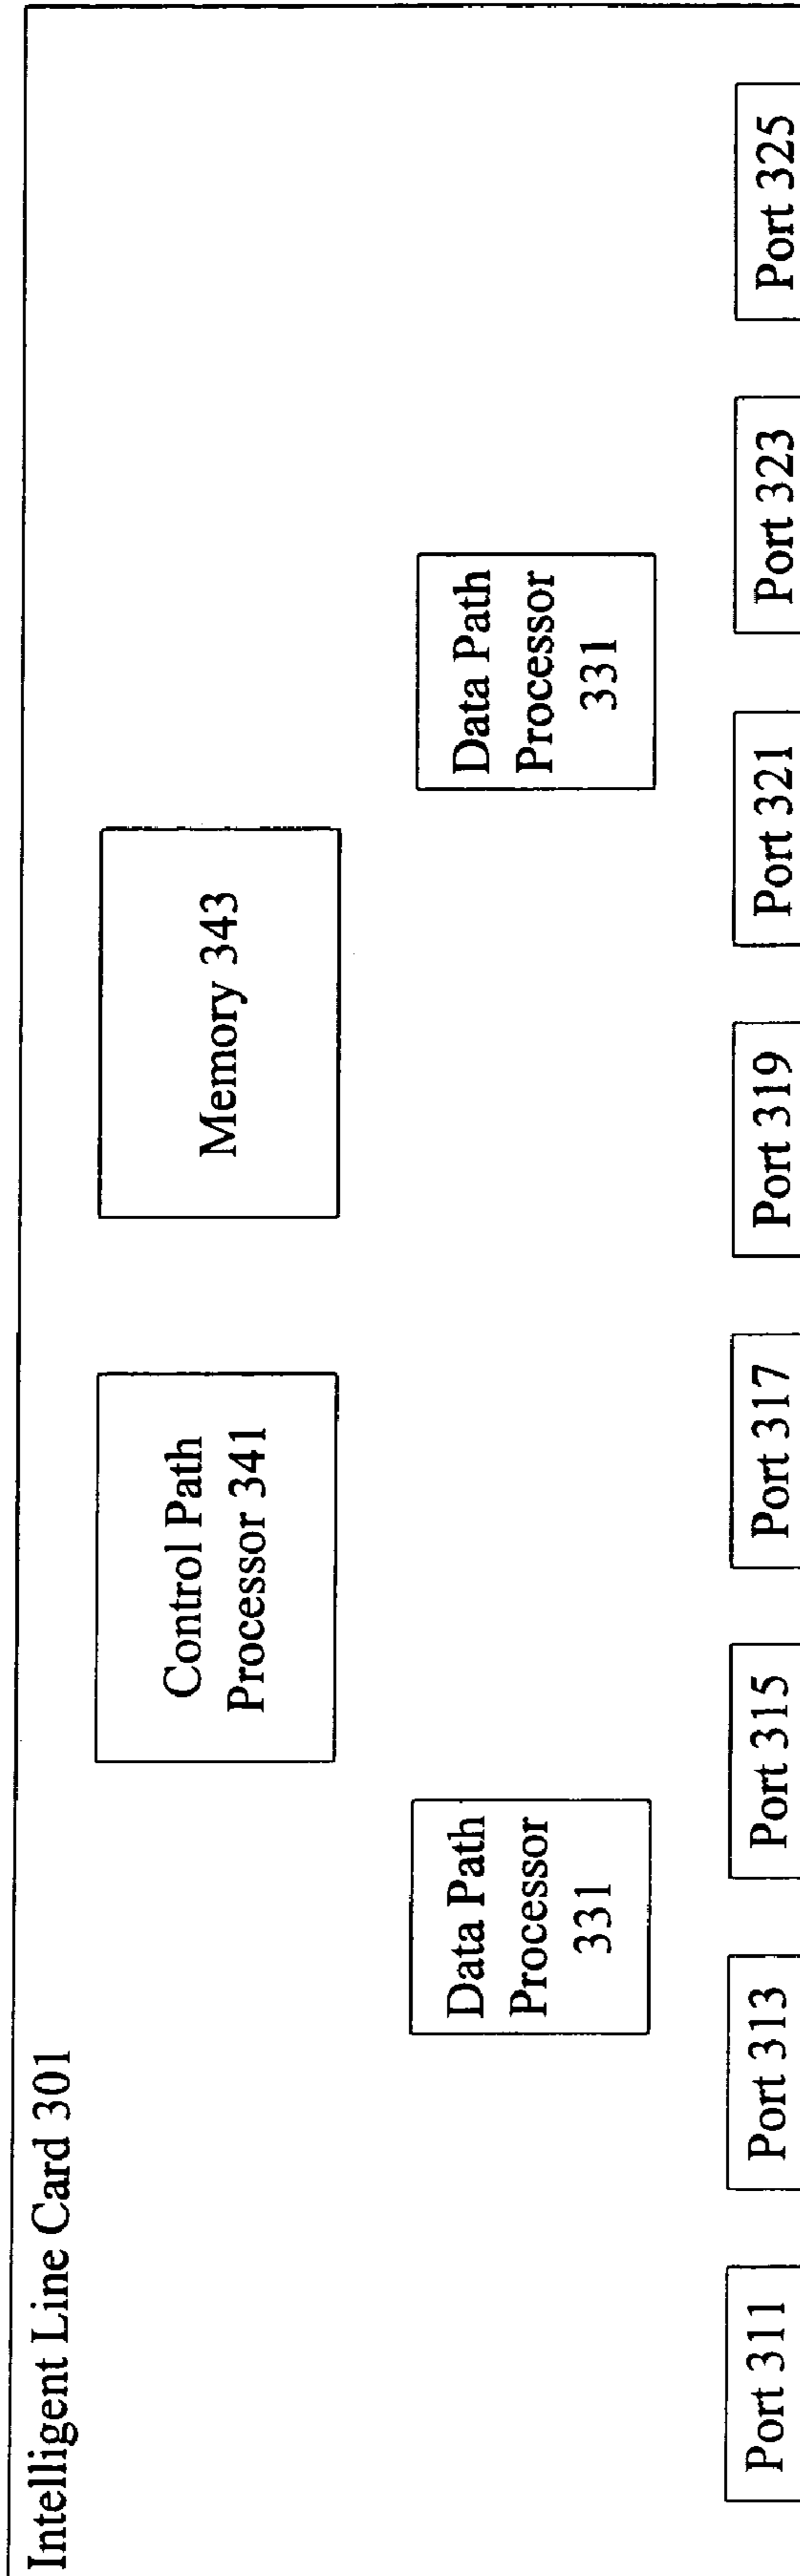 Intelligent Line Card 301
Control Path
Processor 341
Memory 343
Data Path
Processor
331
Data Path
Processor
331
Port 311
Port 313
Port 315
Port 317
Port 319
Port 321
Port 323
Port 325